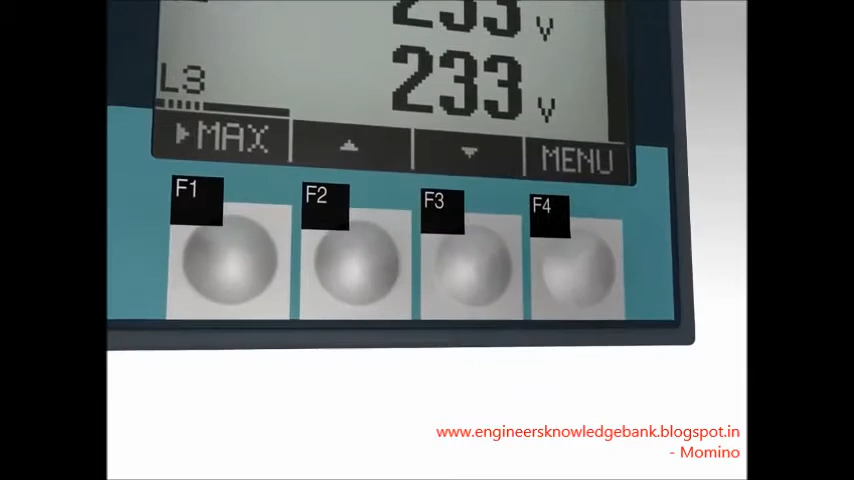 233 V
L3 233 V
▶MAX ▲ ▼ MENU
F1 F2 F3 F4
www.engineersknowledgebank.blogspot.in
- Momino